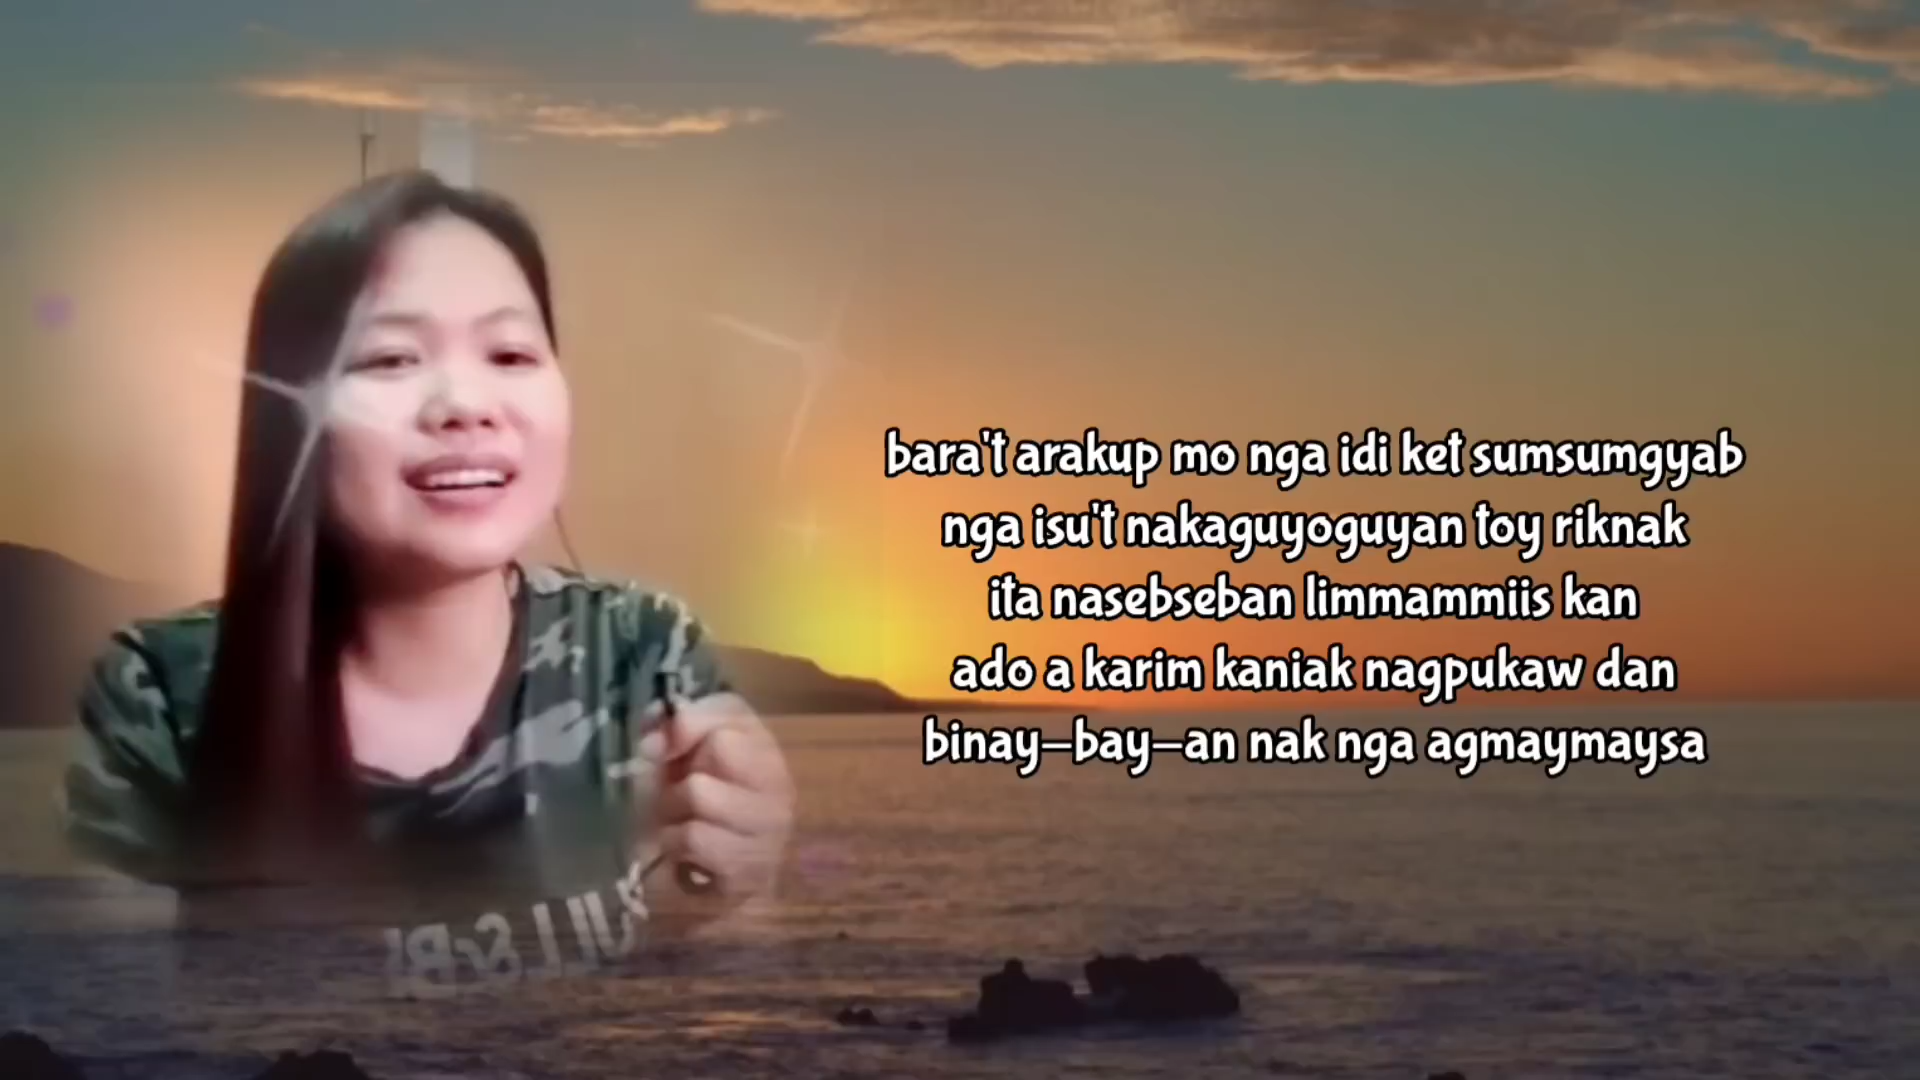 bara't arakup mo nga idi ket sumsumgyab
nga isu't nakaguyoguyan toy riknak
ita nasebseban limmammiis kan
ado a karim kaniak nagpukaw dan
binay-bay-an nak nga agmaymaysa